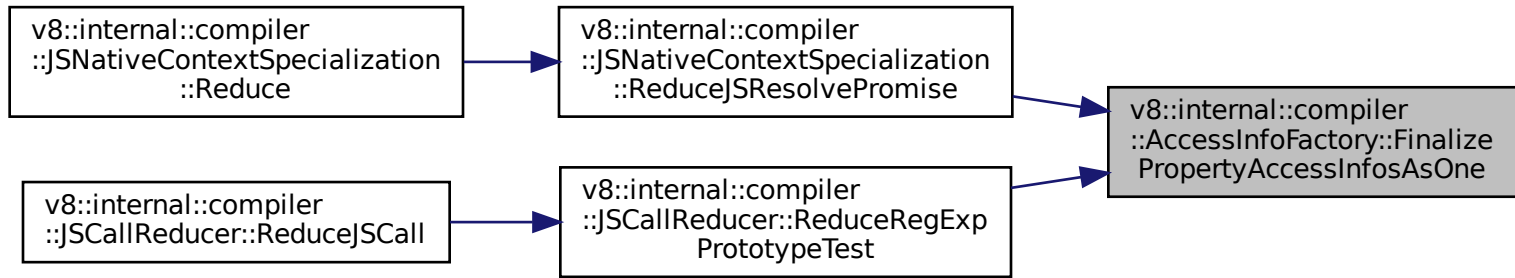 v8::internal::compiler
::JSNativeContextSpecialization
::Reduce
v8::internal::compiler
::JSNativeContextSpecialization
::ReduceJSResolvePromise
v8::internal::compiler
::AccessInfoFactory::Finalize
PropertyAccessInfosAsOne
v8::internal::compiler
::JSCallReducer::ReduceJSCall
v8::internal::compiler
::JSCallReducer::ReduceRegExp
PrototypeTest